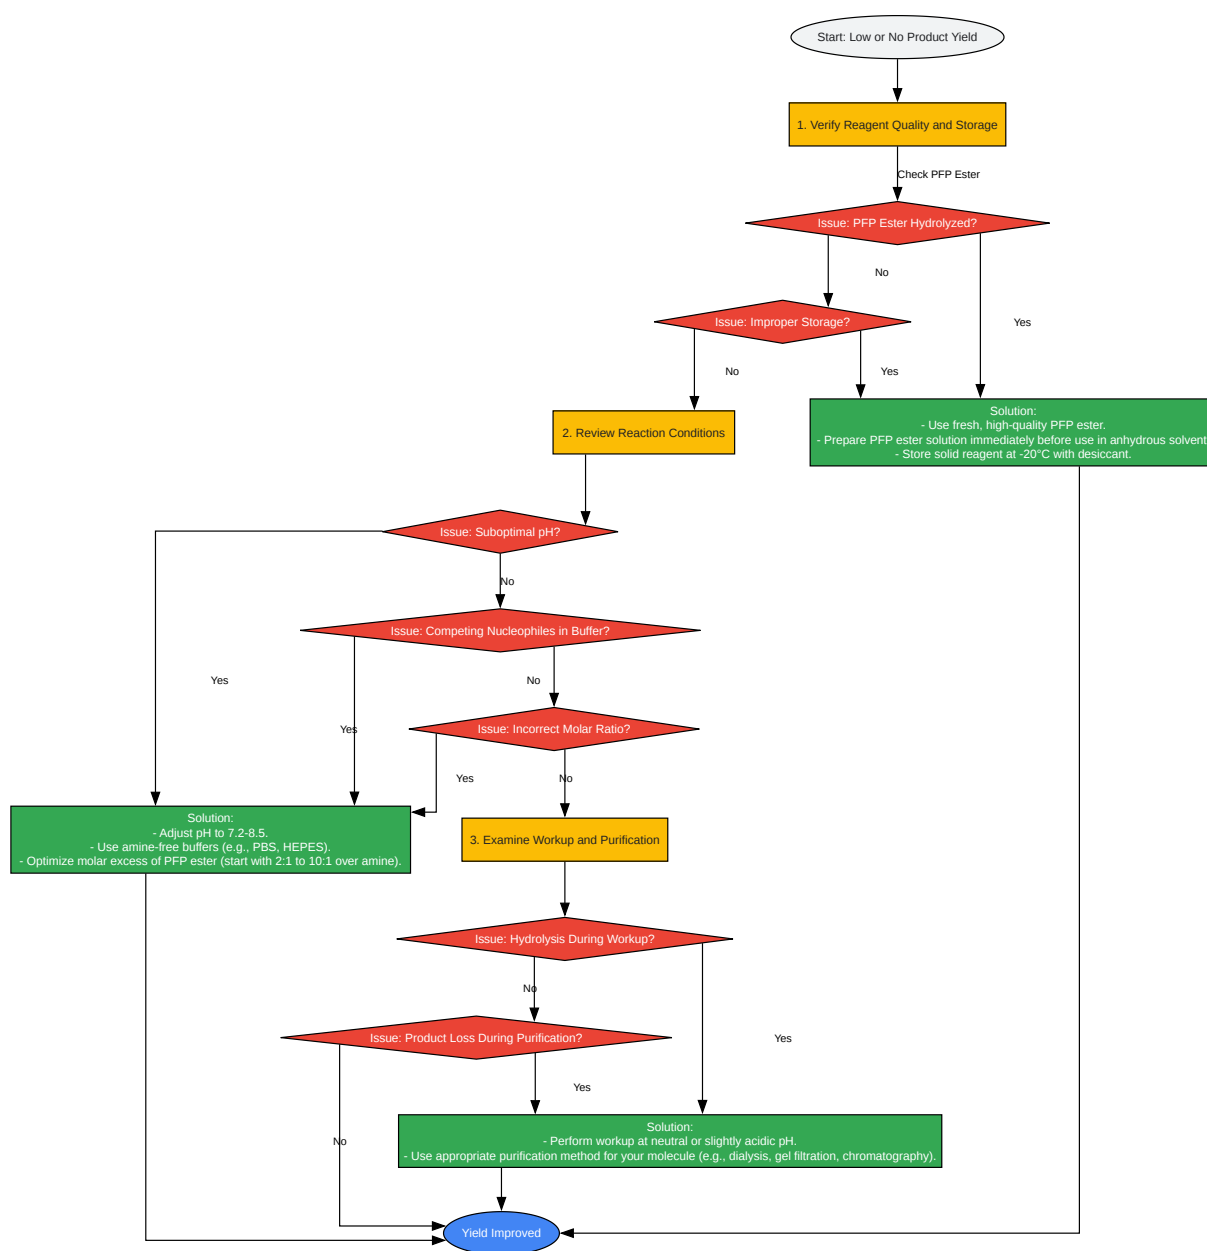 Start: Low or No Product Yield
1. Verify Reagent Quality and Storage
Check PFP Ester
Issue: PFP Ester Hydrolyzed?
No
Yes
Issue: Improper Storage?
No
Yes
Solution:
- Use fresh, high-quality PFP ester.
- Prepare PFP ester solution immediately before use in anhydrous solvent
- Store solid reagent at -20°C with desiccant.
2. Review Reaction Conditions
Issue: Suboptimal pH?
No
Yes
Issue: Competing Nucleophiles in Buffer?
No
Yes
Issue: Incorrect Molar Ratio?
Yes
No
Solution:
- Adjust pH to 7.2-8.5.
- Use amine-free buffers (e.g., PBS, HEPES).
- Optimize molar excess of PFP ester (start with 2:1 to 10:1 over amine).
3. Examine Workup and Purification
Issue: Hydrolysis During Workup?
No
Yes
Issue: Product Loss During Purification?
Yes
No
Solution:
- Perform workup at neutral or slightly acidic pH.
- Use appropriate purification method for your molecule (e.g., dialysis, gel filtration, chromatography).
Yield Improved